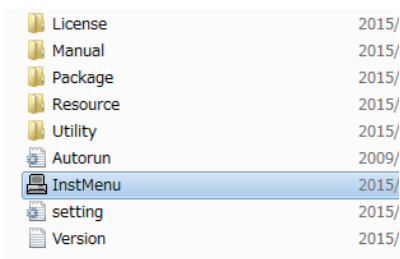 License 2015/
Manual 2015/
Package 2015/
Resource 2015/
Utility 2015/
Autorun 2009/
InstMenu 2015/
setting 2015/
Version 2015/